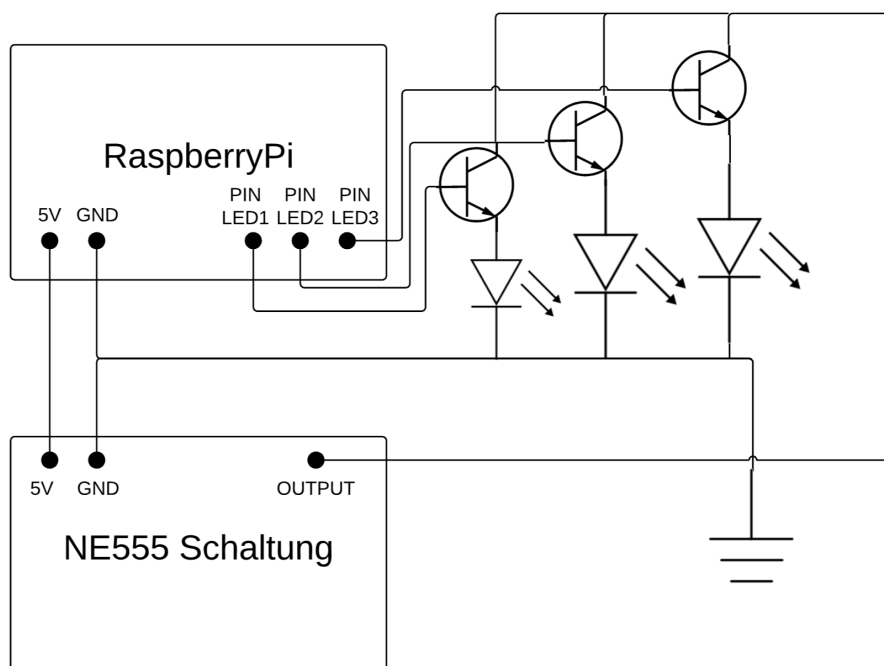 RaspberryPi
5V
GND
PIN
LED1
PIN
LED2
PIN
LED3
5V
GND
OUTPUT
NE555 Schaltung